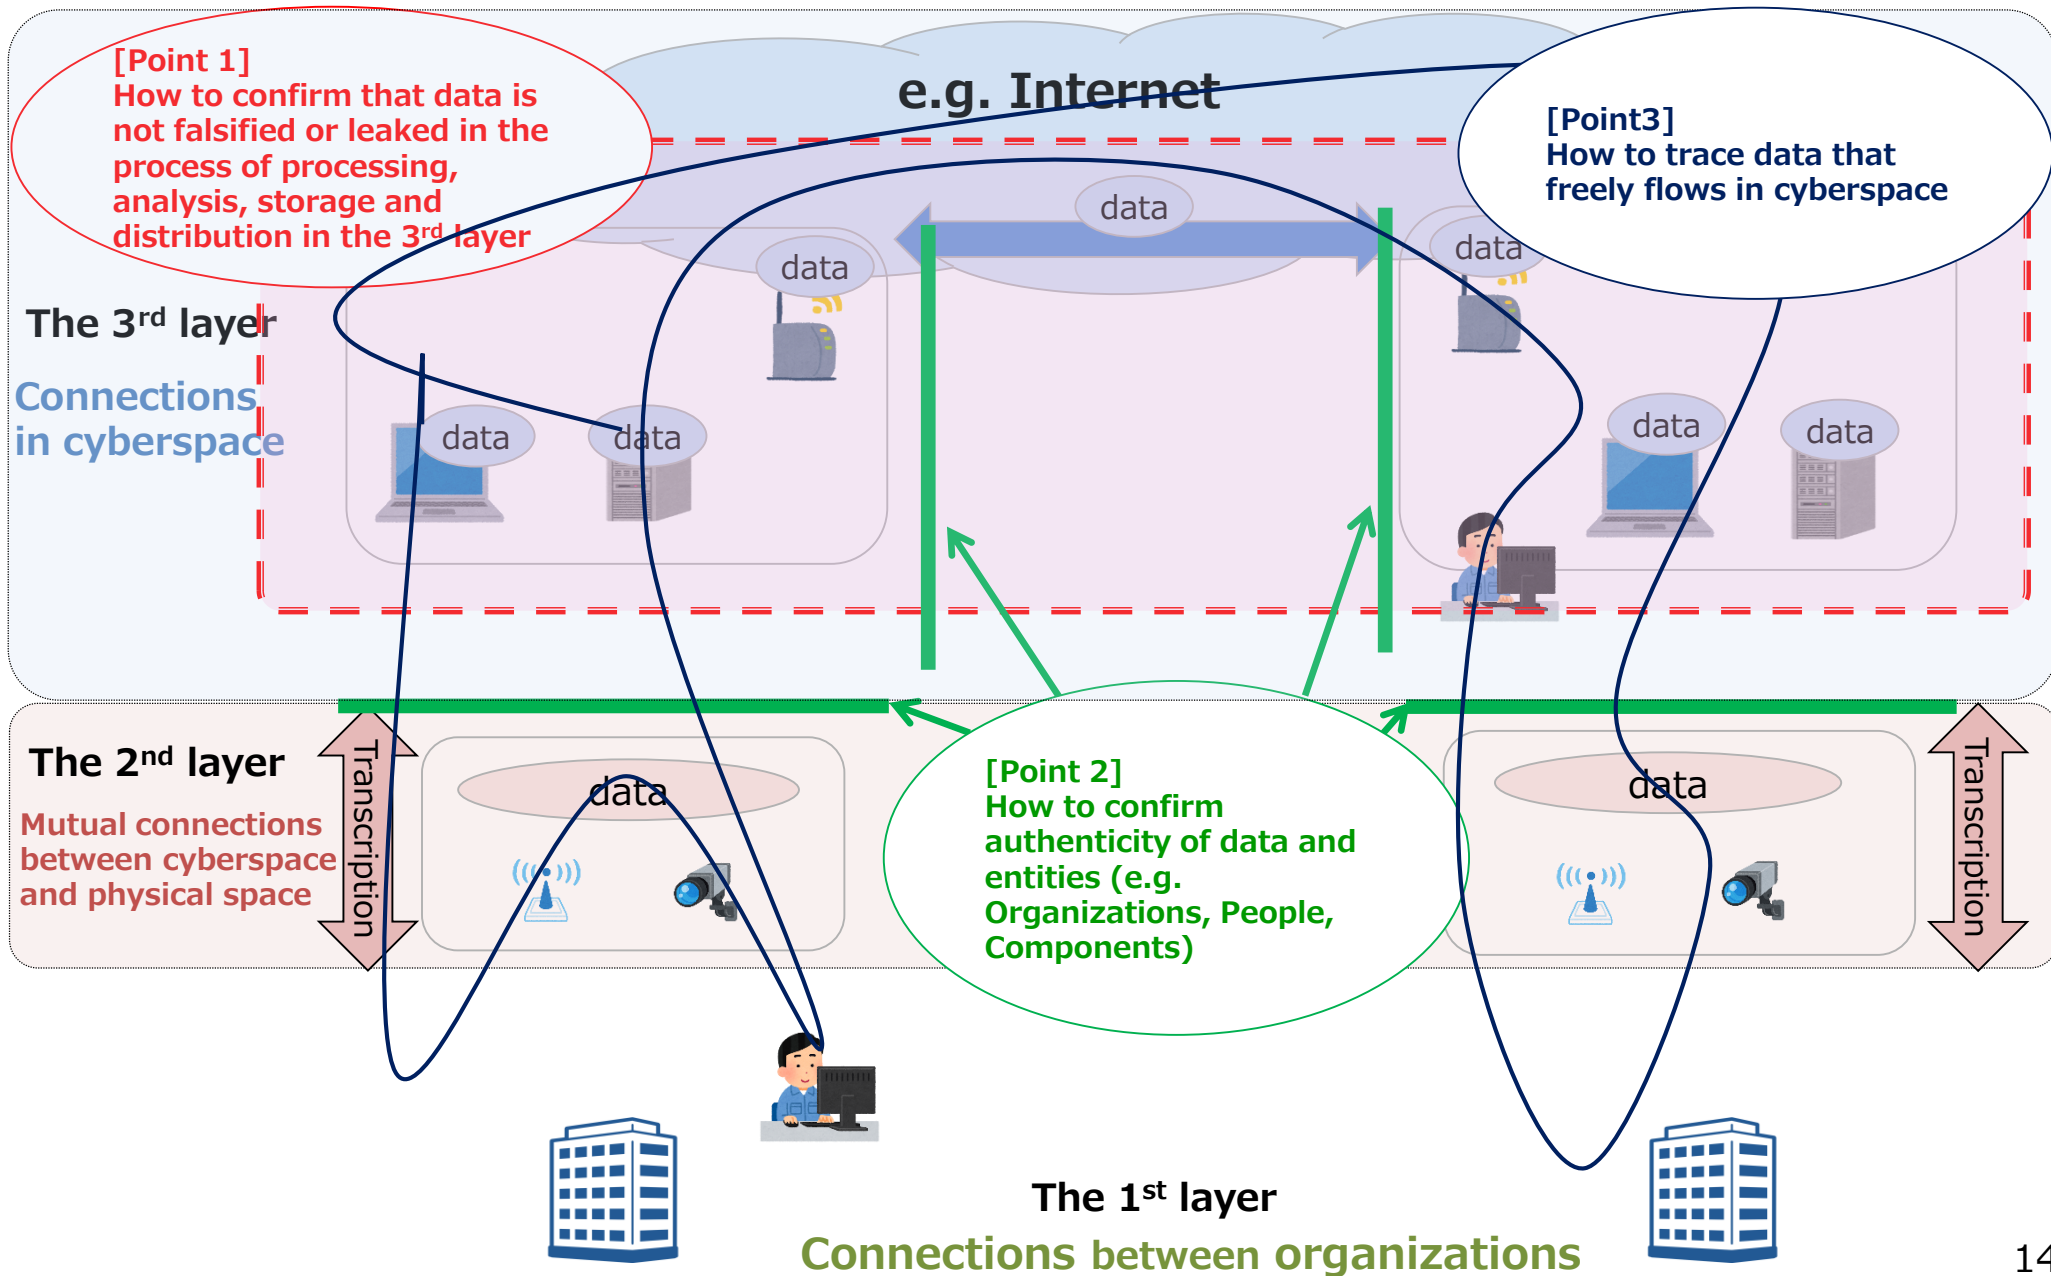 [Point 1]
How to confirm that data is
not falsified or leaked in the
process of processing,
analysis, storage and
distribution in the 3rd layer
e.g. Internet
[Point3]
How to trace data that
freely flows in cyberspace
data
data
data
The 3rd layer
Connections
in cyberspace
data
data
data
data
The 2nd layer
Mutual connections
between cyberspace
and physical space
Transcription
data
[Point 2]
How to confirm
authenticity of data and
entities (e.g.
Organizations, People,
Components)
data
Transcription
The 1st layer
Connections between organizations
14